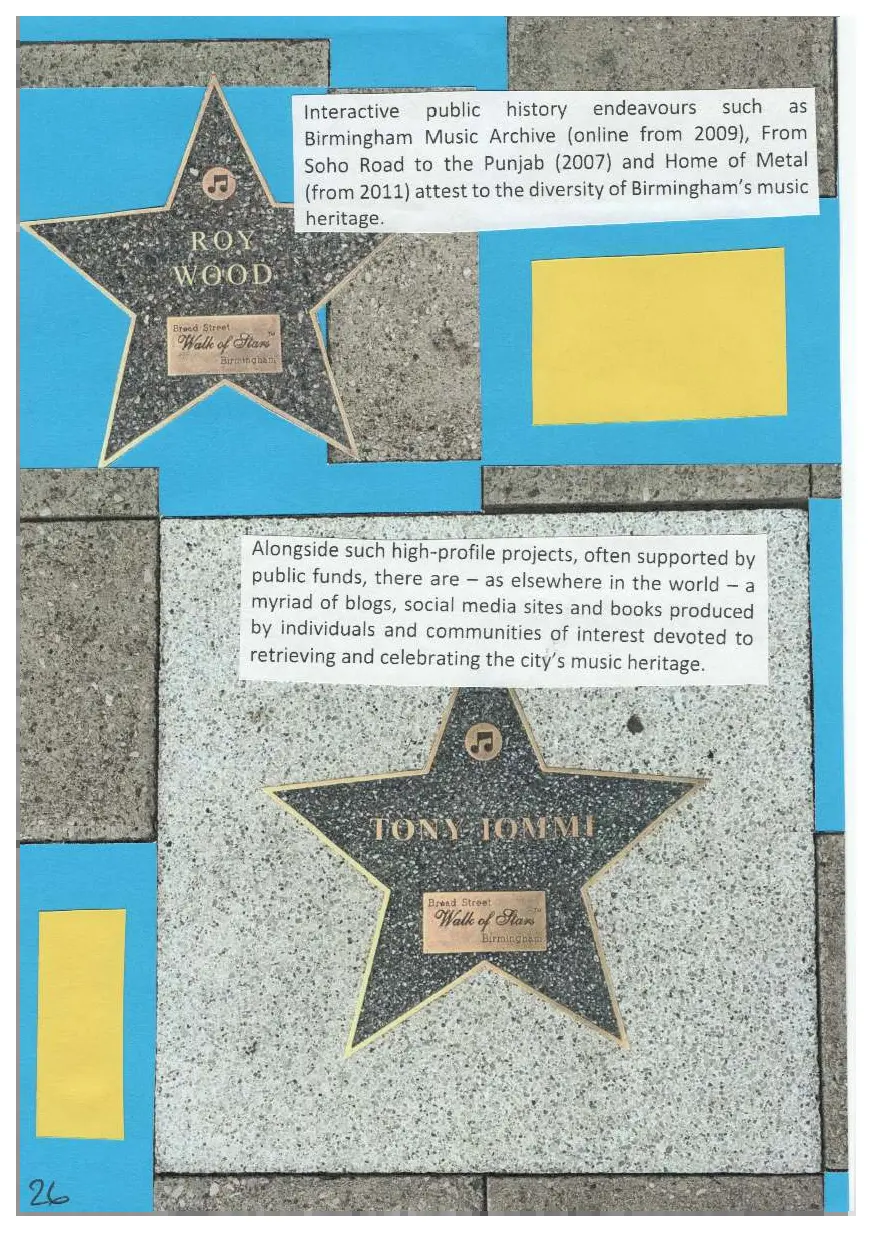 Interactive public history endeavours such as
Birmingham Music Archive (online from 2009), From
Soho Road to the Punjab (2007) and Home of Metal
(from 2011) attest to the diversity of Birmingham's music
heritage.
ROY
WOOD
Broad Street
Walk of Stars™
Birmingham
Alongside such high-profile projects, often supported by
public funds, there are – as elsewhere in the world – a
myriad of blogs, social media sites and books produced
by individuals and communities of interest devoted to
retrieving and celebrating the city's music heritage.
TONY IOMMI
Broad Street
Walk of Stars™
Birmingham
26